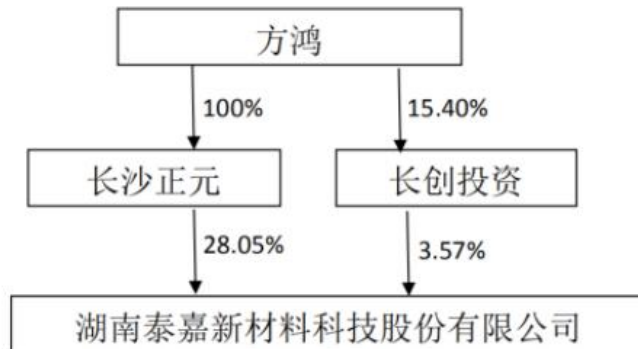 方鸿
100%
15.40%
长沙正元
长创投资
28.05%
3.57%
湖南泰嘉新材料科技股份有限公司